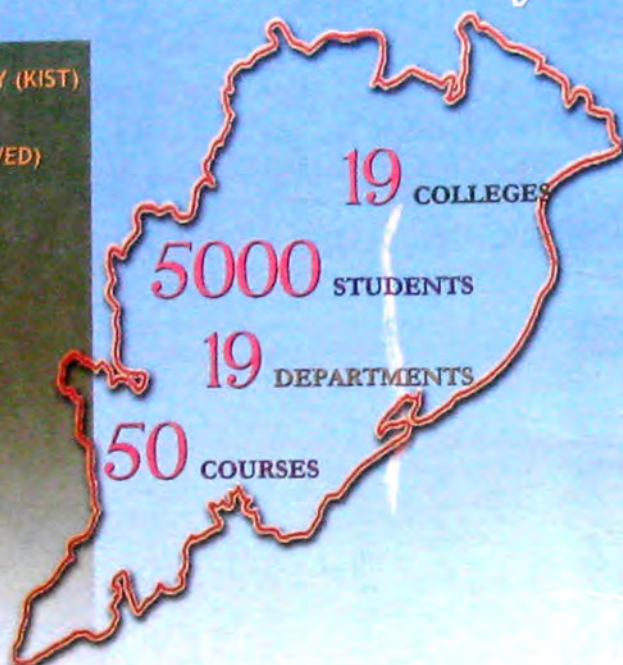 Y (KIST)
VED)
19 COLLEGES
5000 STUDENTS
19 DEPARTMENTS
50 COURSES